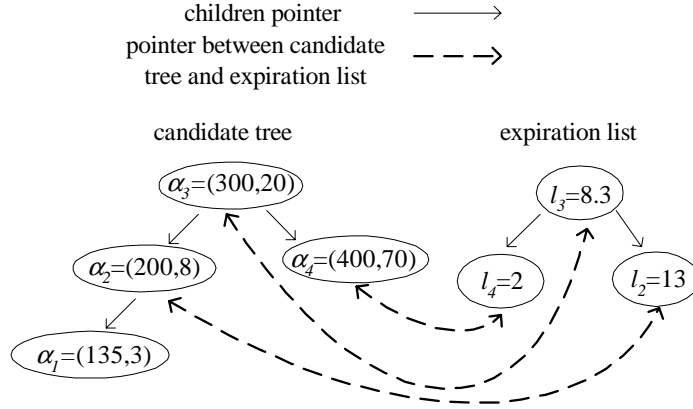 children pointer
pointer between candidate
tree and expiration list
candidate tree
expiration list
α3=(300,20)
l3=8.3
α2=(200,8)
α4=(400,70)
l4=2
l2=13
α1=(135,3)